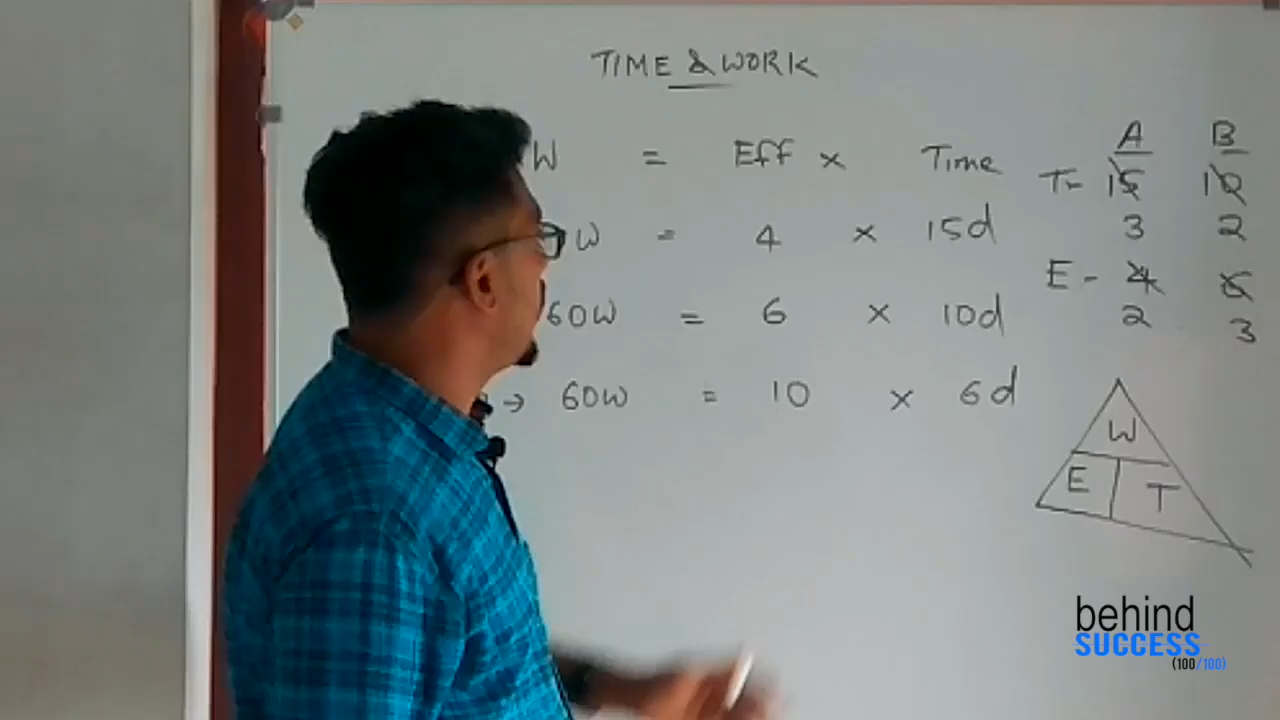 TIME & WORK
W = Eff × Time
W = 4 × 15d
60W = 6 × 10d
→ 60W = 10 × 6d
A B
T- 15 10
3 2
E - 4 6
2 3
W
E T
behind
SUCCESS
(100/100)